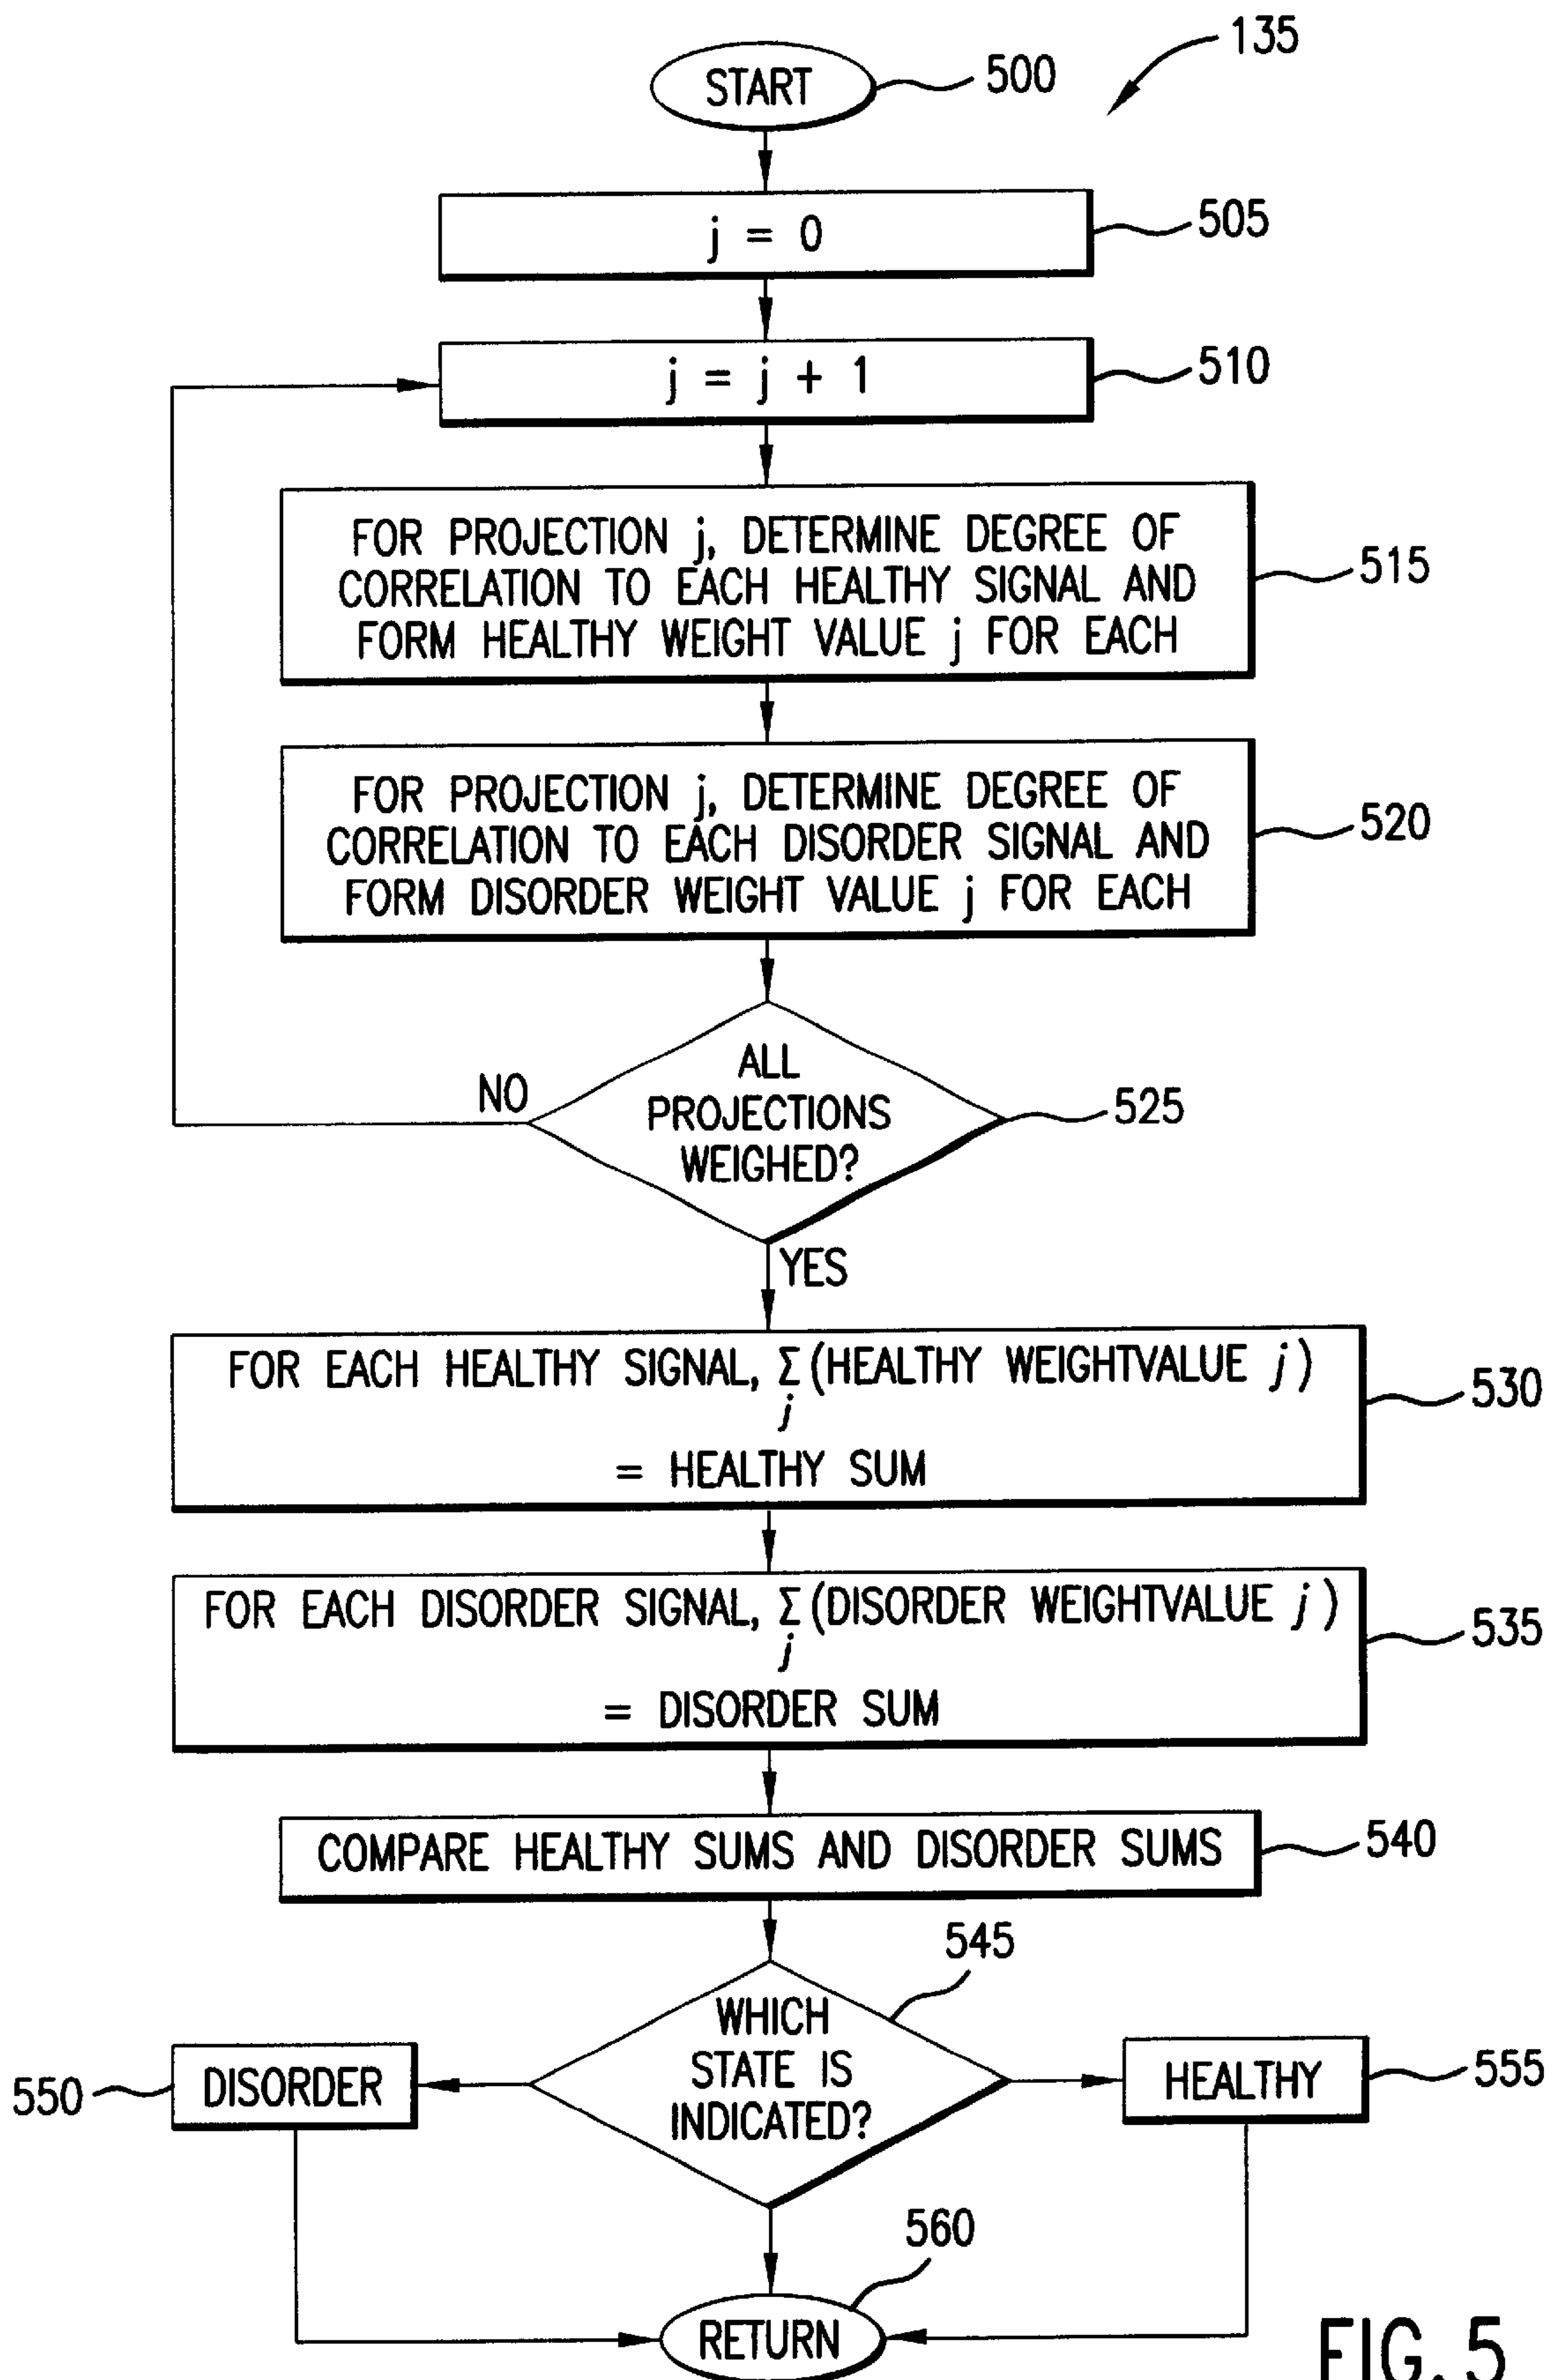 135
START
500
j = 0
505
j = j + 1
510
FOR PROJECTION j, DETERMINE DEGREE OF
CORRELATION TO EACH HEALTHY SIGNAL AND
FORM HEALTHY WEIGHT VALUE j FOR EACH
515
FOR PROJECTION j, DETERMINE DEGREE OF
CORRELATION TO EACH DISORDER SIGNAL AND
FORM DISORDER WEIGHT VALUE j FOR EACH
520
NO
ALL
PROJECTIONS
WEIGHED?
525
YES
FOR EACH HEALTHY SIGNAL, Σ (HEALTHY WEIGHTVALUE j)
j
= HEALTHY SUM
530
FOR EACH DISORDER SIGNAL, Σ (DISORDER WEIGHTVALUE j)
j
= DISORDER SUM
535
COMPARE HEALTHY SUMS AND DISORDER SUMS
540
545
WHICH
STATE IS
INDICATED?
550
DISORDER
HEALTHY
555
560
RETURN
FIG. 5